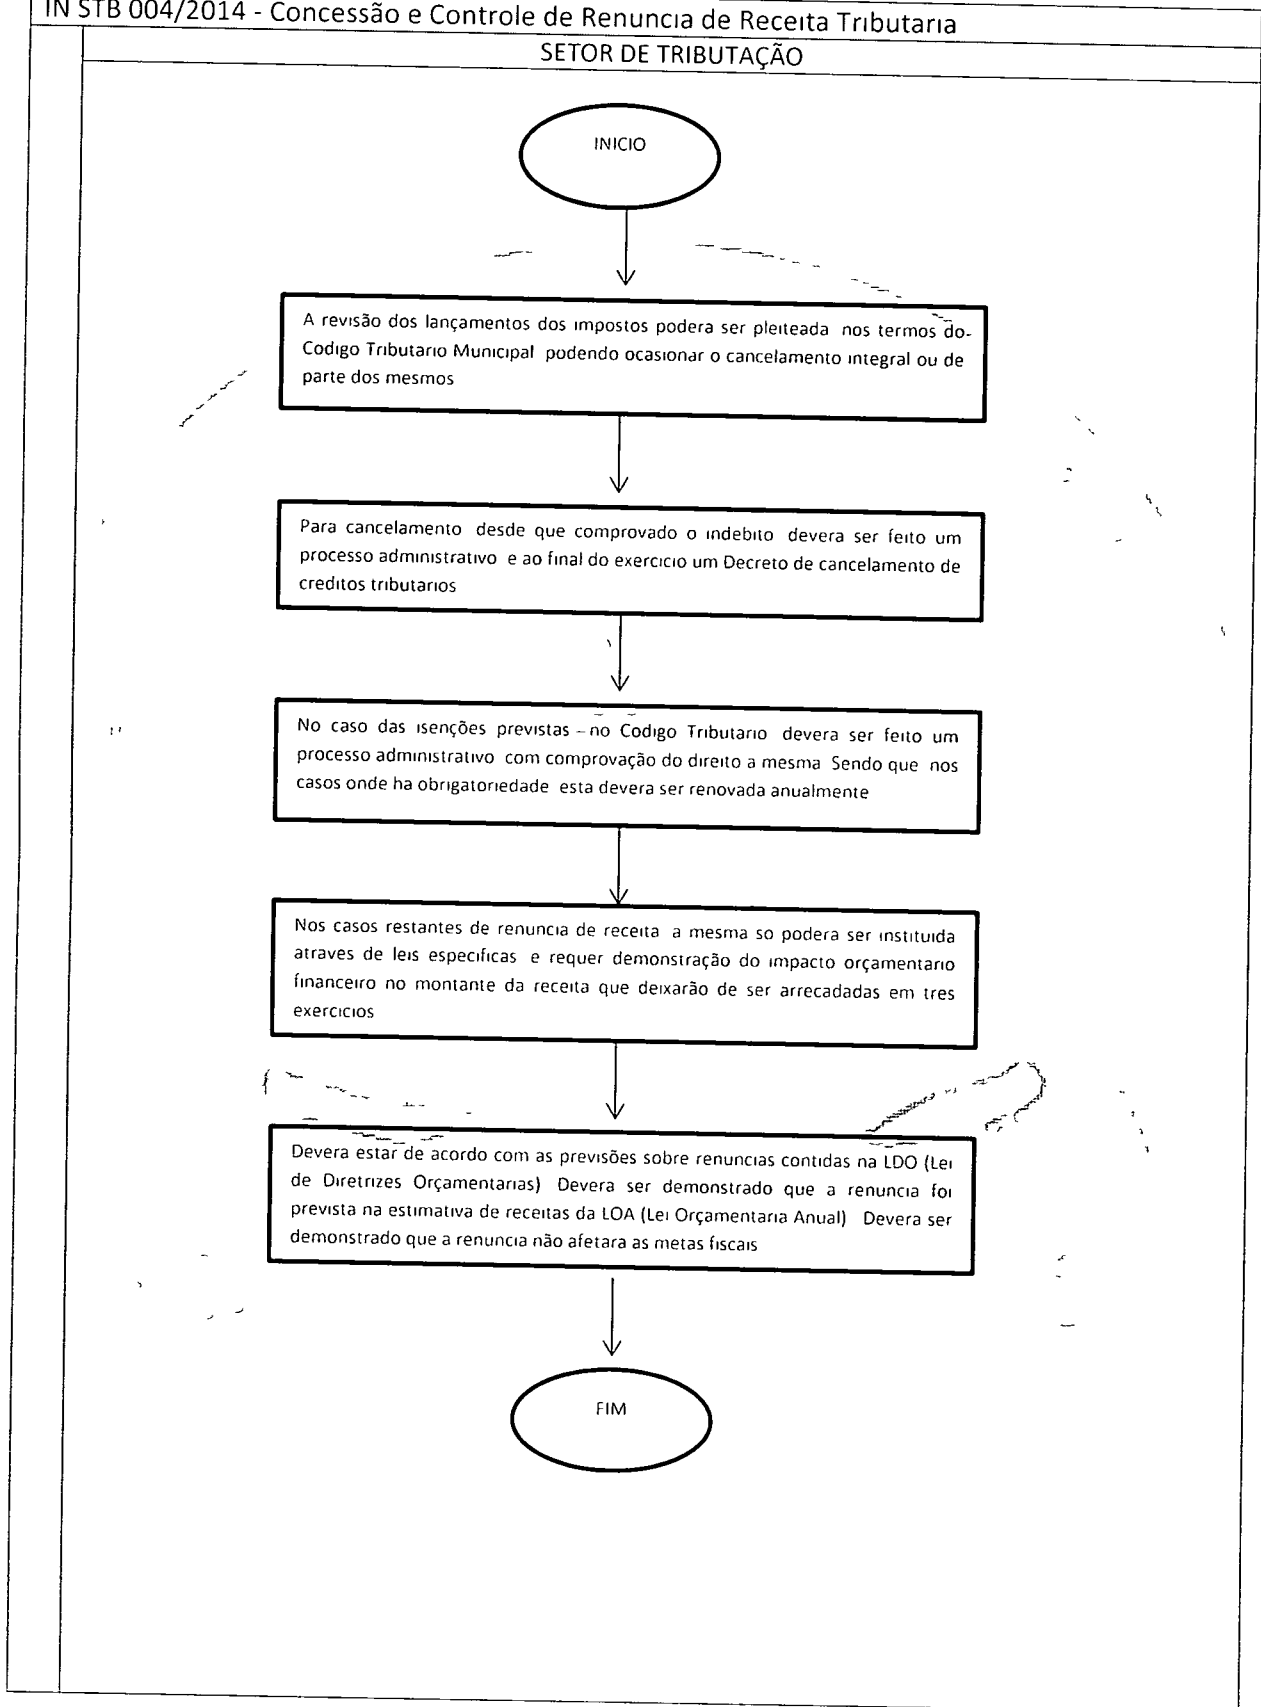 IN STB 004/2014 - Concessão e Controle de Renuncia de Receita Tributaria
SETOR DE TRIBUTAÇÃO
INICIO
A revisão dos lançamentos dos impostos podera ser pleiteada nos termos do
Codigo Tributario Municipal podendo ocasionar o cancelamento integral ou de
parte dos mesmos
Para cancelamento desde que comprovado o indebito devera ser feito um
processo administrativo e ao final do exercicio um Decreto de cancelamento de
creditos tributarios
No caso das isenções previstas – no Codigo Tributario devera ser feito um
processo administrativo com comprovação do direito a mesma Sendo que nos
casos onde ha obrigatoriedade esta devera ser renovada anualmente
Nos casos restantes de renuncia de receita a mesma so podera ser instituida
atraves de leis especificas e requer demonstração do impacto orçamentario
financeiro no montante da receita que deixarão de ser arrecadadas em tres
exercicios
Devera estar de acordo com as previsões sobre renuncias contidas na LDO (Lei
de Diretrizes Orçamentarias) Devera ser demonstrado que a renuncia foi
prevista na estimativa de receitas da LOA (Lei Orçamentaria Anual) Devera ser
demonstrado que a renuncia não afetara as metas fiscais
FIM